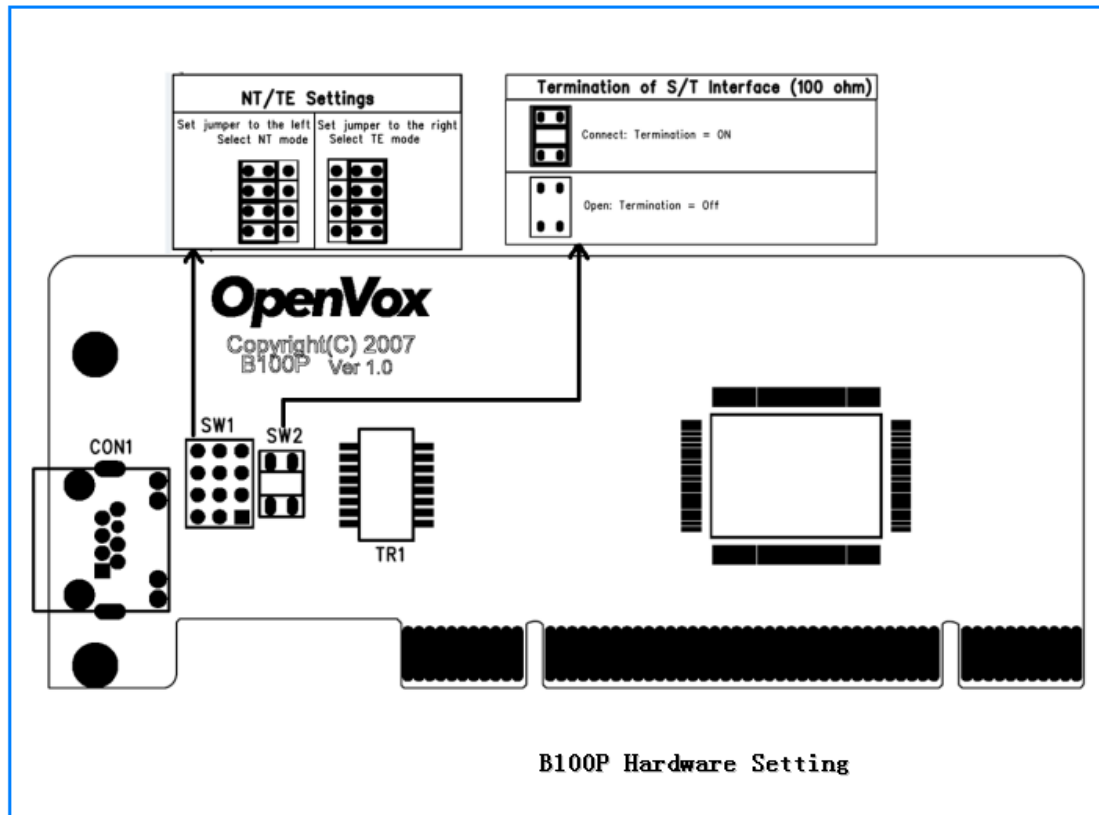 NT/TE Settings
Set jumper to the left
Select NT mode
Set jumper to the right
Select TE mode
Termination of S/T Interface (100 ohm)
Connect: Termination = ON
Open: Termination = Off
OpenVox
Copyright(C) 2007
B100P Ver 1.0
SW1
SW2
CON1
TR1
B100P Hardware Setting